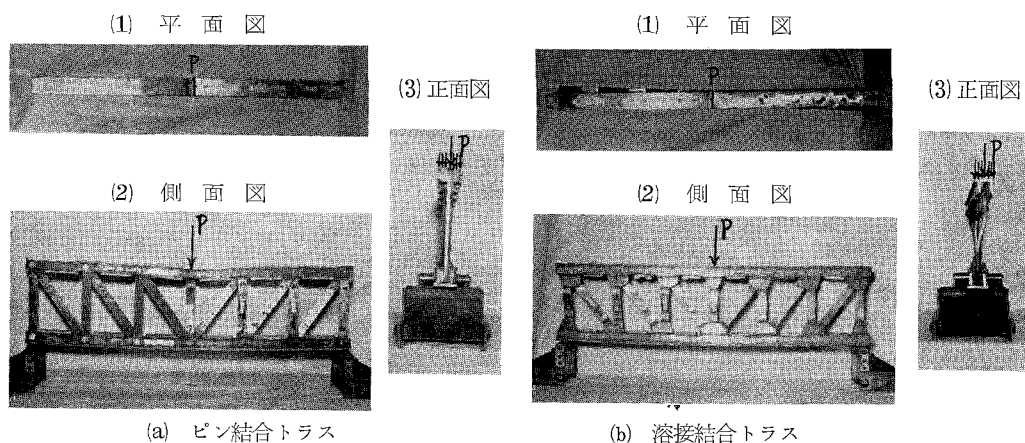 (1) 平面図
P
(2) 側面図
P
(3) 正面図
P
(a) ピン結合トラス
(1) 平面図
P
(2) 側面図
P
(3) 正面図
P
(b) 溶接結合トラス